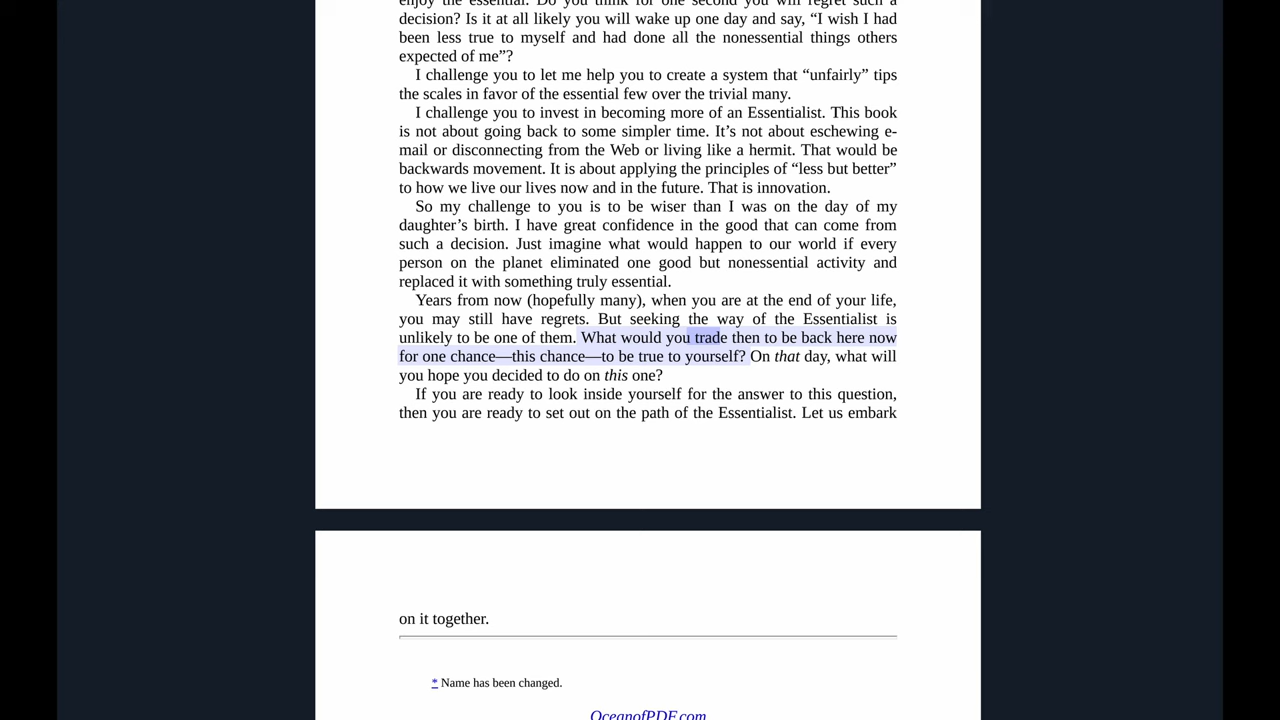 enjoy the essential. Do you think for one second you will regret such a
decision? Is it at all likely you will wake up one day and say, “I wish I had
been less true to myself and had done all the nonessential things others
expected of me”?
I challenge you to let me help you to create a system that “unfairly” tips
the scales in favor of the essential few over the trivial many.
I challenge you to invest in becoming more of an Essentialist. This book
is not about going back to some simpler time. It’s not about eschewing e-
mail or disconnecting from the Web or living like a hermit. That would be
backwards movement. It is about applying the principles of “less but better”
to how we live our lives now and in the future. That is innovation.
So my challenge to you is to be wiser than I was on the day of my
daughter’s birth. I have great confidence in the good that can come from
such a decision. Just imagine what would happen to our world if every
person on the planet eliminated one good but nonessential activity and
replaced it with something truly essential.
Years from now (hopefully many), when you are at the end of your life,
you may still have regrets. But seeking the way of the Essentialist is
unlikely to be one of them. What would you trade then to be back here now
for one chance—this chance—to be true to yourself? On that day, what will
you hope you decided to do on this one?
If you are ready to look inside yourself for the answer to this question,
then you are ready to set out on the path of the Essentialist. Let us embark
on it together.
* Name has been changed.
OceanofPDF.com